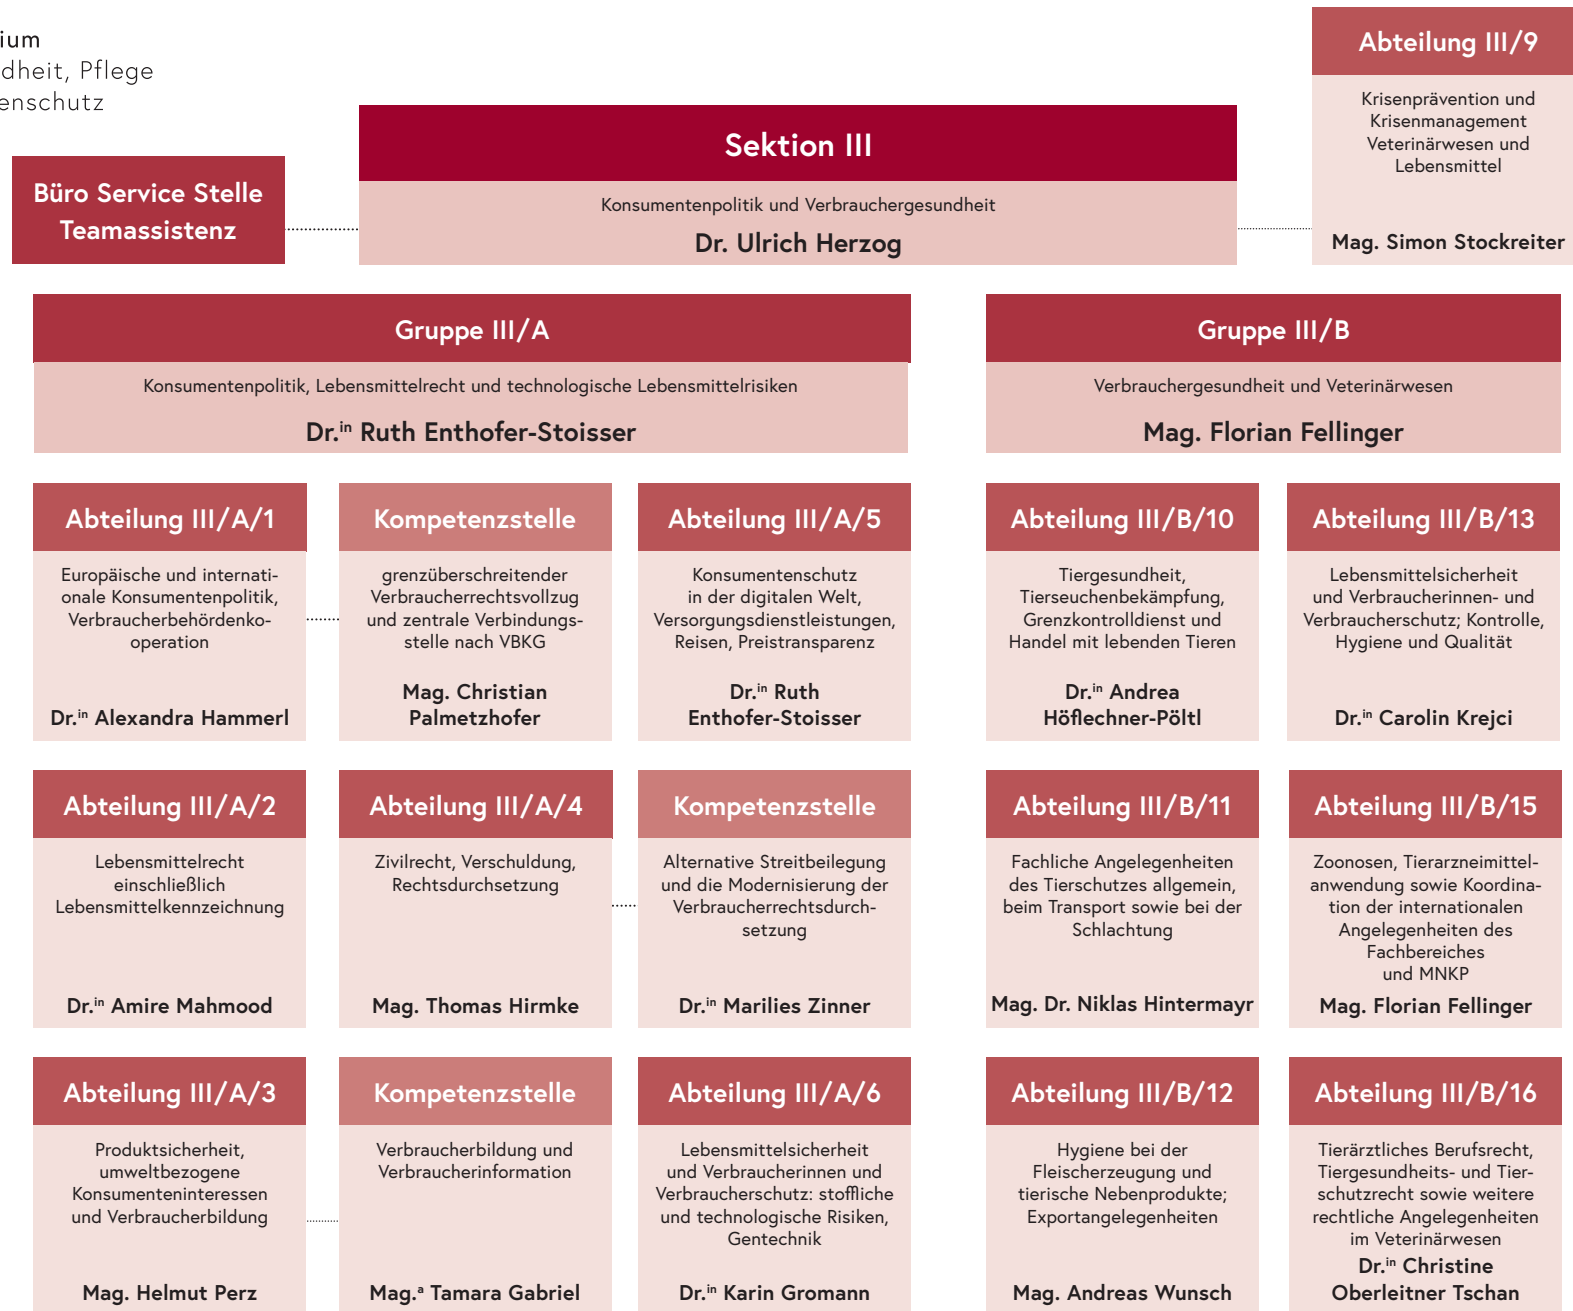 ium
dheit, Pflege
enschutz
Abteilung III/9
Krisenprävention und
Krisenmanagement
Veterinärwesen und
Lebensmittel
Mag. Simon Stockreiter
Büro Service Stelle
Teamassistenz
Sektion III
Konsumentenpolitik und Verbrauchergesundheit
Dr. Ulrich Herzog
Gruppe III/A
Konsumentenpolitik, Lebensmittelrecht und technologische Lebensmittelrisiken
Dr.in Ruth Enthofer-Stoisser
Gruppe III/B
Verbrauchergesundheit und Veterinärwesen
Mag. Florian Fellinger
Abteilung III/A/1
Europäische und internati-
onale Konsumentenpolitik,
Verbraucherbehördenko-
operation
Dr.in Alexandra Hammerl
Kompetenzstelle
grenzüberschreitender
Verbraucherrechtsvollzug
und zentrale Verbindungs-
stelle nach VBKG
Mag. Christian
Palmetzhofer
Abteilung III/A/5
Konsumentenschutz
in der digitalen Welt,
Versorgungsdienstleistungen,
Reisen, Preistransparenz
Dr.in Ruth
Enthofer-Stoisser
Abteilung III/B/10
Tiergesundheit,
Tierseuchenbekämpfung,
Grenzkontrolldienst und
Handel mit lebenden Tieren
Dr.in Andrea
Höflechner-Pöltl
Abteilung III/B/13
Lebensmittelsicherheit
und Verbraucherinnen- und
Verbraucherschutz; Kontrolle,
Hygiene und Qualität
Dr.in Carolin Krejci
Abteilung III/A/2
Lebensmittelrecht
einschließlich
Lebensmittelkennzeichnung
Dr.in Amire Mahmood
Abteilung III/A/4
Zivilrecht, Verschuldung,
Rechtsdurchsetzung
Mag. Thomas Hirmke
Kompetenzstelle
Alternative Streitbeilegung
und die Modernisierung der
Verbraucherrechtsdurch-
setzung
Dr.in Marilies Zinner
Abteilung III/B/11
Fachliche Angelegenheiten
des Tierschutzes allgemein,
beim Transport sowie bei der
Schlachtung
Mag. Dr. Niklas Hintermayr
Abteilung III/B/15
Zoonosen, Tierarzneimittel-
anwendung sowie Koordina-
tion der internationalen
Angelegenheiten des
Fachbereiches
und MNKP
Mag. Florian Fellinger
Abteilung III/A/3
Produktsicherheit,
umweltbezogene
Konsumenteninteressen
und Verbraucherbildung
Mag. Helmut Perz
Kompetenzstelle
Verbraucherbildung und
Verbraucherinformation
Mag.a Tamara Gabriel
Abteilung III/A/6
Lebensmittelsicherheit
und Verbraucherinnen und
Verbraucherschutz: stoffliche
und technologische Risiken,
Gentechnik
Dr.in Karin Gromann
Abteilung III/B/12
Hygiene bei der
Fleischerzeugung und
tierische Nebenprodukte;
Exportangelegenheiten
Mag. Andreas Wunsch
Abteilung III/B/16
Tierärztliches Berufsrecht,
Tiergesundheits- und Tier-
schutzrecht sowie weitere
rechtliche Angelegenheiten
im Veterinärwesen
Dr.in Christine
Oberleitner Tschan